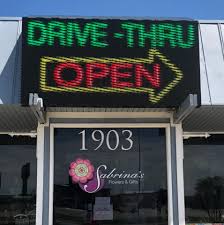 DRIVE-THRU
OPEN
1903
Sabrina's
Flowers & Gifts